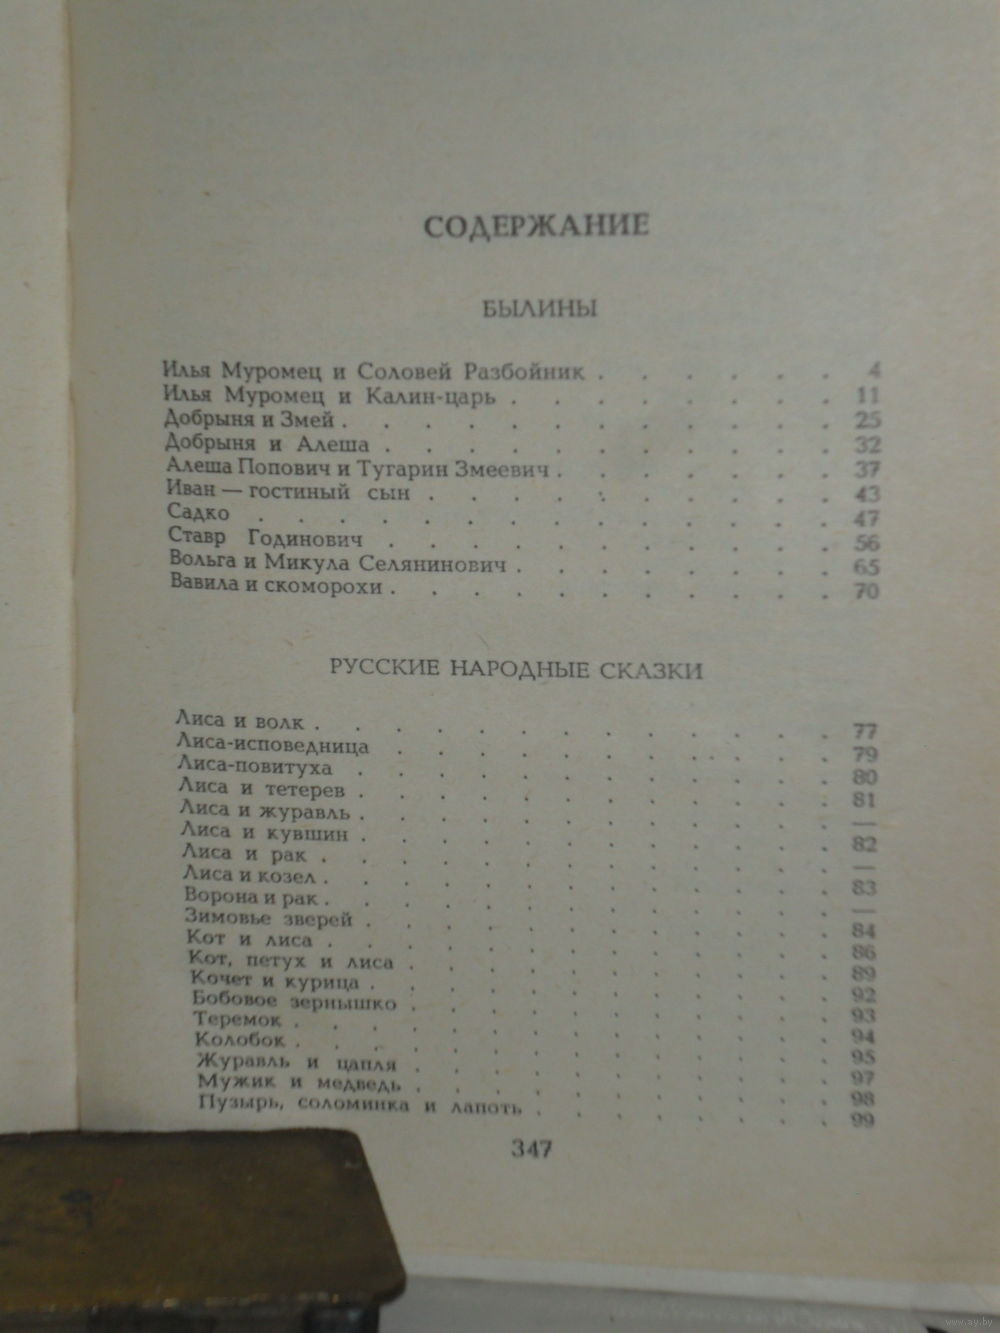 СОДЕРЖАНИЕ
БЫЛИНЫ
Илья Муромец и Соловей Разбойник . . . . . . . 4
Илья Муромец и Калин-царь . . . . . . . . . 11
Добрыня и Змей . . . . . . . . . . . . . 25
Добрыня и Алеша . . . . . . . . . . . . 32
Алеша Попович и Тугарин Змеевич . . . . . . . 37
Иван — гостиный сын . . . . . . . . . . 43
Садко . . . . . . . . . . . . . . 47
Ставр Годинович . . . . . . . . . . . 56
Вольга и Микула Селянинович . . . . . . . . 65
Вавила и скоморохи . . . . . . . . . . . 70
РУССКИЕ НАРОДНЫЕ СКАЗКИ
Лиса и волк . . . . . . . . . . . . . 77
Лиса-исповедница . . . . . . . . . . . 79
Лиса-повитуха . . . . . . . . . . . . 80
Лиса и тетерев . . . . . . . . . . . . 81
Лиса и журавль . . . . . . . . . . . . —
Лиса и кувшин . . . . . . . . . . . . 82
Лиса и рак . . . . . . . . . . . . . —
Лиса и козел . . . . . . . . . . . . . 83
Ворона и рак . . . . . . . . . . . . . —
Зимовье зверей . . . . . . . . . . . . 84
Кот и лиса . . . . . . . . . . . . . 86
Кот, петух и лиса . . . . . . . . . . . 89
Кочет и курица . . . . . . . . . . . . 92
Бобовое зернышко . . . . . . . . . . . 93
Теремок . . . . . . . . . . . . . . 94
Колобок . . . . . . . . . . . . . . 95
Журавль и цапля . . . . . . . . . . . 97
Мужик и медведь . . . . . . . . . . . 98
Пузырь, соломинка и лапоть . . . . . . . . 99
347
www.ay.by